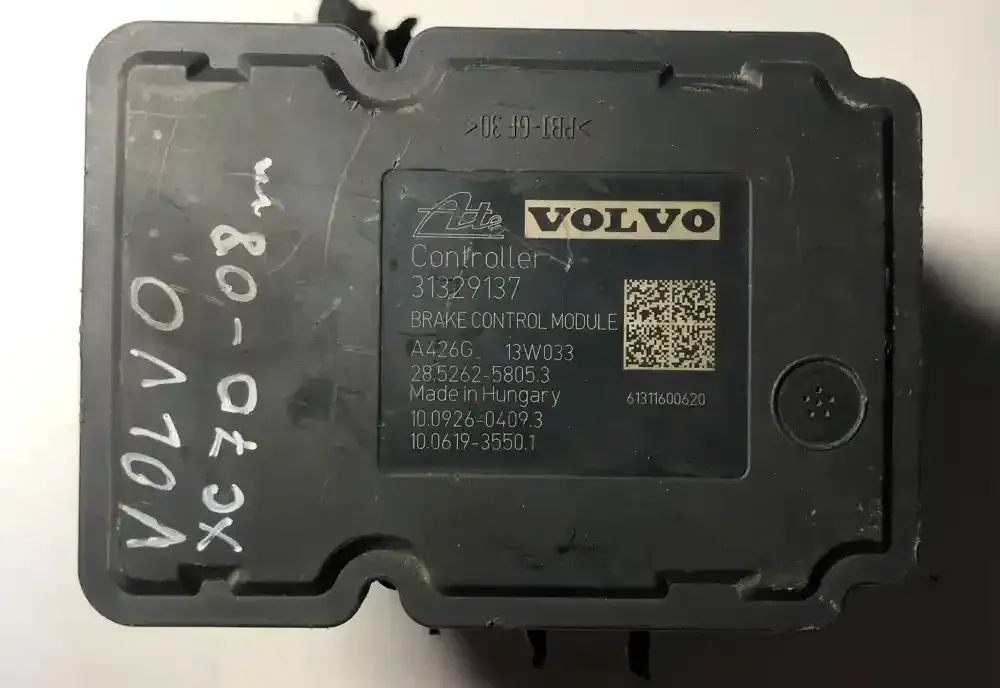 >PBT-GF 30<
Ate VOLVO
Controller
31329137
BRAKE CONTROL MODULE
A426G 13W033
28.5262-5805.3
Made in Hungary
61311600620
10.0926-0409.3
10.0619-3550.1
VOLVO
XC70-08